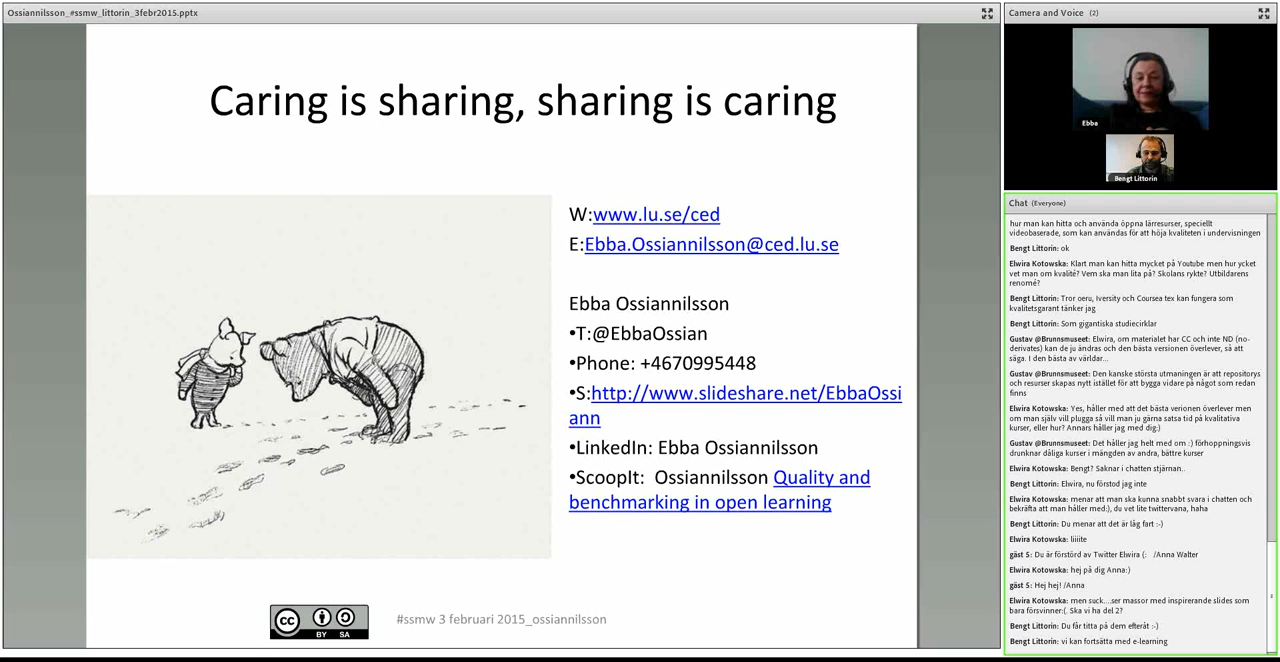 Ossiannilsson_#ssmw_littorin_3febr2015.pptx
Caring is sharing, sharing is caring
W:www.lu.se/ced
E:Ebba.Ossiannilsson@ced.lu.se
Ebba Ossiannilsson
•T:@EbbaOssian
•Phone: +4670995448
•S:http://www.slideshare.net/EbbaOssi
ann
•LinkedIn: Ebba Ossiannilsson
•ScoopIt: Ossiannilsson Quality and
benchmarking in open learning
cc
BY SA
#ssmw 3 februari 2015_ossiannilsson
Camera and Voice (2)
Ebba
Bengt Littorin
Chat (Everyone)
hur man kan hitta och använda öppna lärresurser, speciellt
videobaserade, som kan användas för att höja kvaliteten i undervisningen
Bengt Littorin: ok
Elwira Kotowska: Klart man kan hitta mycket på Youtube men hur ycket
vet man om kvalité? Vem ska man lita på? Skolans rykte? Utbildarens
renomé?
Bengt Littorin: Tror oeru, Iversity och Coursea tex kan fungera som
kvalitetsgarant tänker jag
Bengt Littorin: Som gigantiska studiecirklar
Gustav @Brunnsmuseet: Elwira, om materialet har CC och inte ND (no-
derivates) kan de ju ändras och den bästa versionen överlever, så att
säga. I den bästa av världar...
Gustav @Brunnsmuseet: Den kanske största utmaningen är att repositorys
och resurser skapas nytt istället för att bygga vidare på något som redan
finns
Elwira Kotowska: Yes, håller med att det bästa verionen överlever men
om man själv vill plugga så vill man ju gärna satsa tid på kvalitativa
kurser, eller hur? Annars håller jag med dig:)
Gustav @Brunnsmuseet: Det håller jag helt med om :) förhoppningsvis
drunknar dåliga kurser i mängden av andra, bättre kurser
Elwira Kotowska: Bengt? Saknar i chatten stjärnan..
Bengt Littorin: Elwira, nu förstod jag inte
Elwira Kotowska: menar att man ska kunna snabbt svara i chatten och
bekräfta att man håller med:), du vet lite twittervana, haha
Bengt Littorin: Du menar att det är låg fart :-)
Elwira Kotowska: liiiite
gäst 5: Du är förstörd av Twitter Elwira (: /Anna Walter
Elwira Kotowska: hej på dig Anna:)
gäst 5: Hej hej! /Anna
Elwira Kotowska: men suck....ser massor med inspirerande slides som
bara försvinner:(. Ska vi ha del 2?
Bengt Littorin: Du får titta på dem efteråt :-)
Bengt Littorin: vi kan fortsätta med e-learning